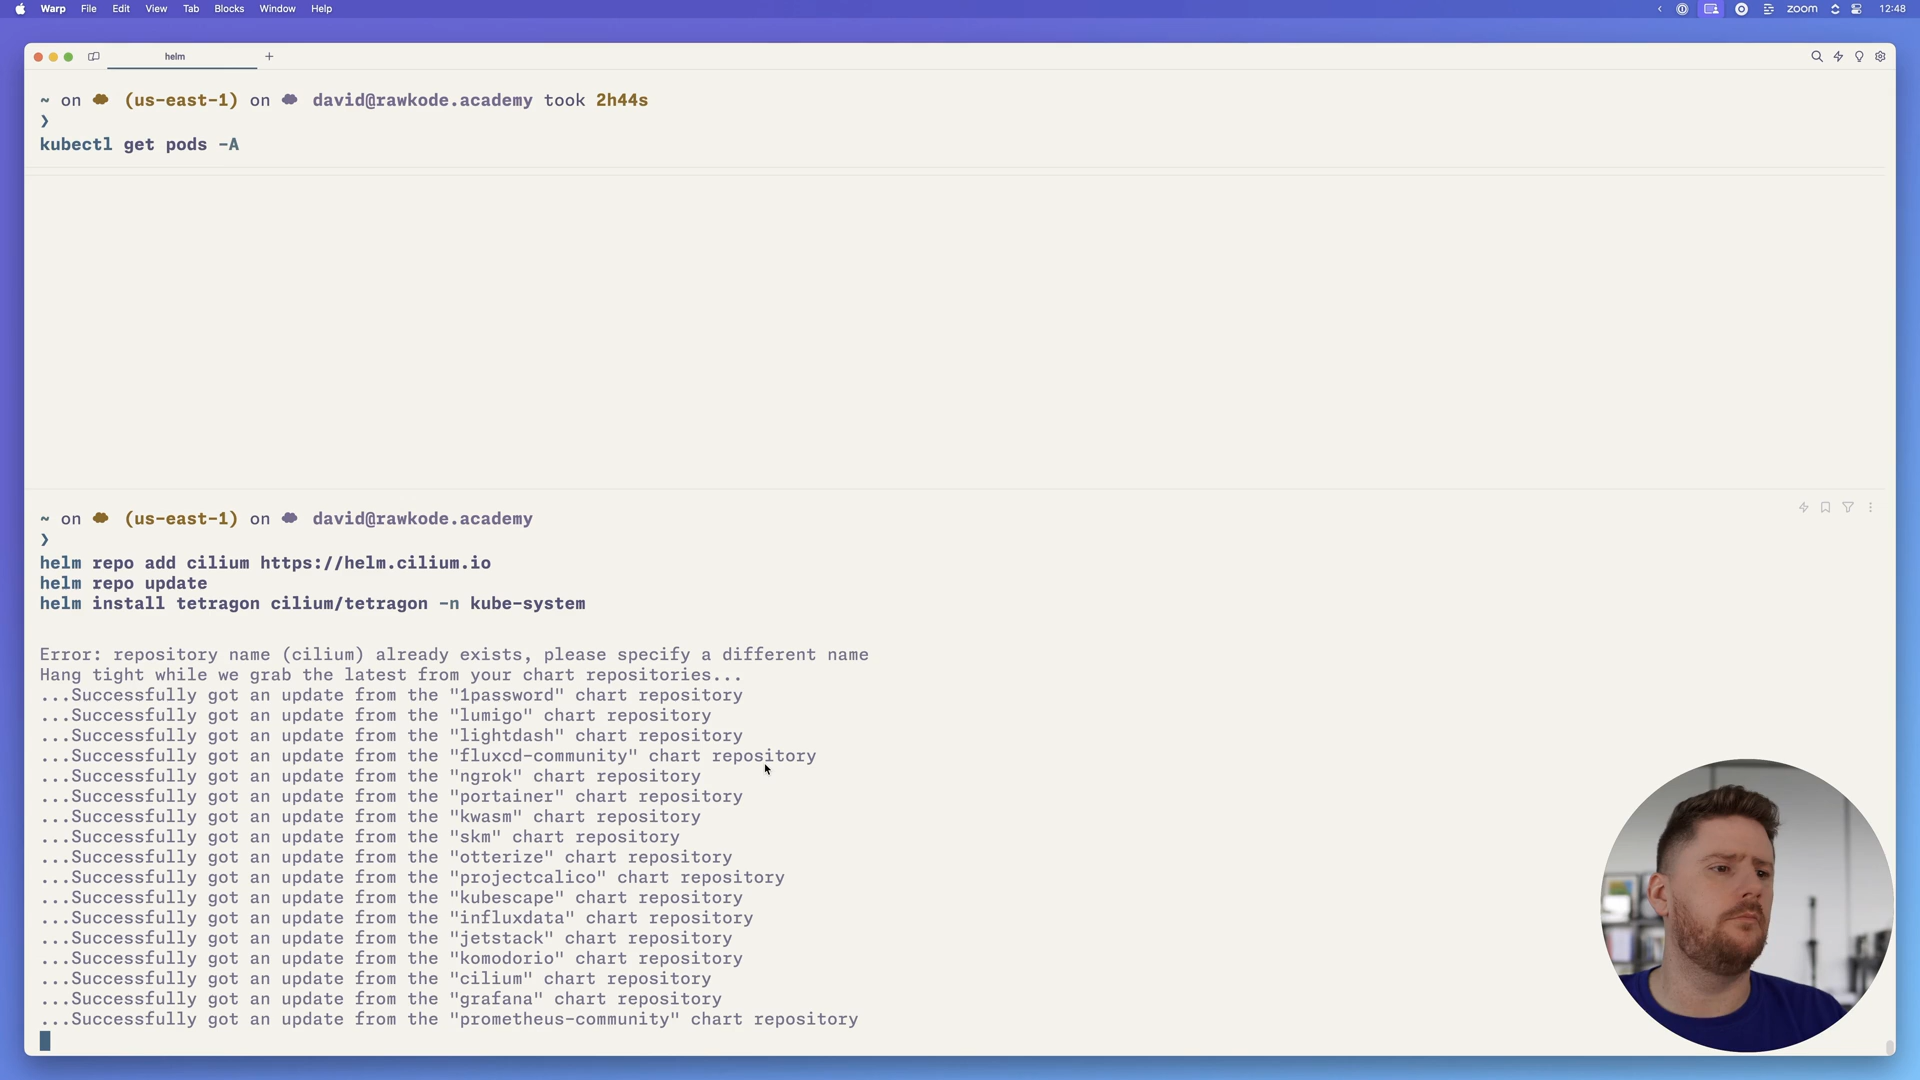 Warp File Edit View Tab Blocks Window Help
zoom 12:48
helm
~ on (us-east-1) on david@rawkode.academy took 2h44s
❯
kubectl get pods -A
~ on (us-east-1) on david@rawkode.academy
❯
helm repo add cilium https://helm.cilium.io
helm repo update
helm install tetragon cilium/tetragon -n kube-system
Error: repository name (cilium) already exists, please specify a different name
Hang tight while we grab the latest from your chart repositories...
...Successfully got an update from the "1password" chart repository
...Successfully got an update from the "lumigo" chart repository
...Successfully got an update from the "lightdash" chart repository
...Successfully got an update from the "fluxcd-community" chart repository
...Successfully got an update from the "ngrok" chart repository
...Successfully got an update from the "portainer" chart repository
...Successfully got an update from the "kwasm" chart repository
...Successfully got an update from the "skm" chart repository
...Successfully got an update from the "otterize" chart repository
...Successfully got an update from the "projectcalico" chart repository
...Successfully got an update from the "kubescape" chart repository
...Successfully got an update from the "influxdata" chart repository
...Successfully got an update from the "jetstack" chart repository
...Successfully got an update from the "komodorio" chart repository
...Successfully got an update from the "cilium" chart repository
...Successfully got an update from the "grafana" chart repository
...Successfully got an update from the "prometheus-community" chart repository